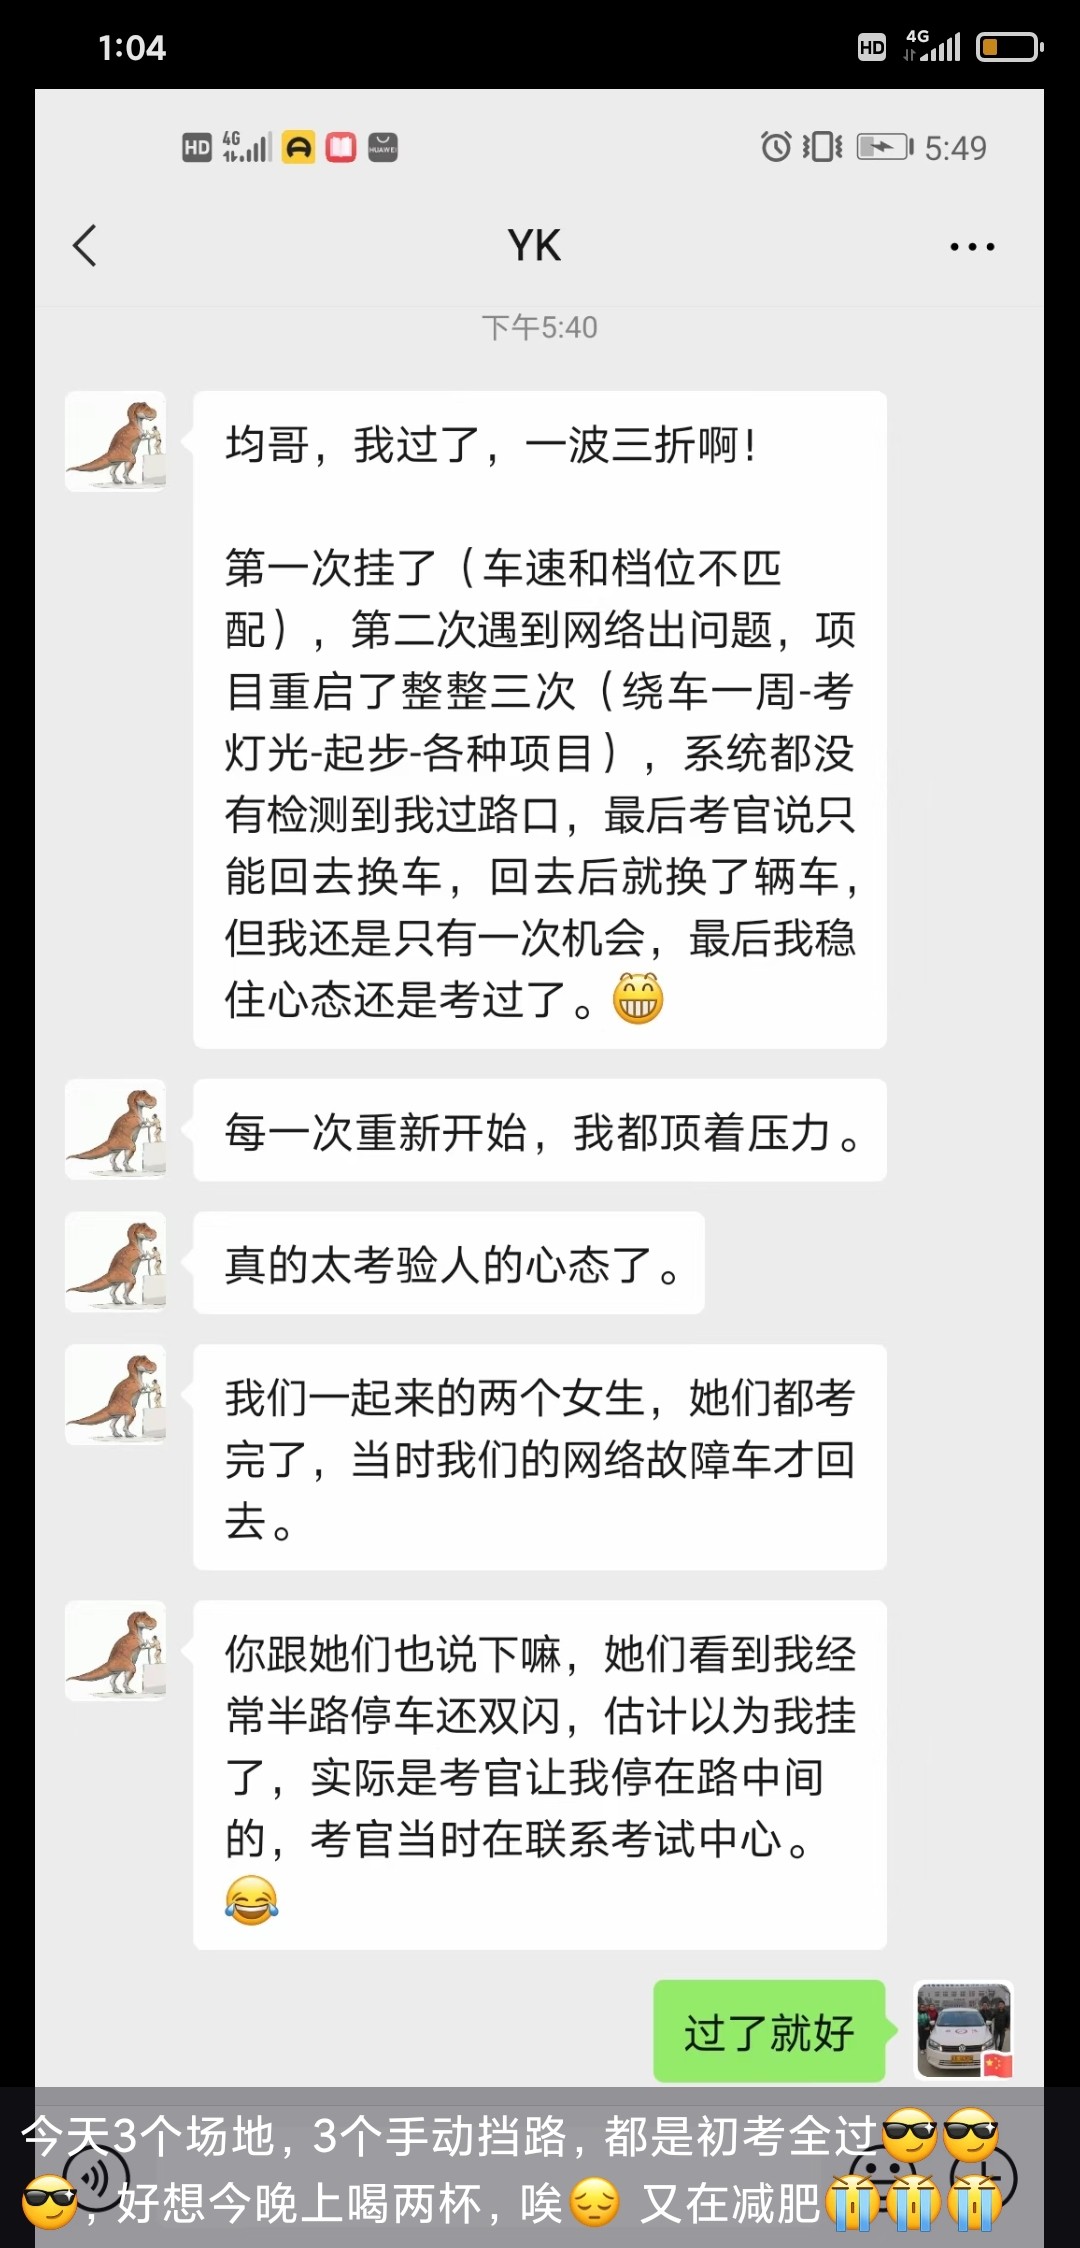 1:04
HD 4G
HD 4G HUAWEI 5:49
YK
下午5:40
均哥，我过了，一波三折啊！
第一次挂了（车速和档位不匹
配），第二次遇到网络出问题，项
目重启了整整三次（绕车一周-考
灯光-起步-各种项目），系统都没
有检测到我过路口，最后考官说只
能回去换车，回去后就换了辆车，
但我还是只有一次机会，最后我稳
住心态还是考过了。😁
每一次重新开始，我都顶着压力。
真的太考验人的心态了。
我们一起来的两个女生，她们都考
完了，当时我们的网络故障车才回
去。
你跟她们也说下嘛，她们看到我经
常半路停车还双闪，估计以为我挂
了，实际是考官让我停在路中间
的，考官当时在联系考试中心。
😂
过了就好
今天3个场地，3个手动挡路，都是初考全过😎😎
😎，好想今晚上喝两杯，唉😔 又在减肥😭😭😭